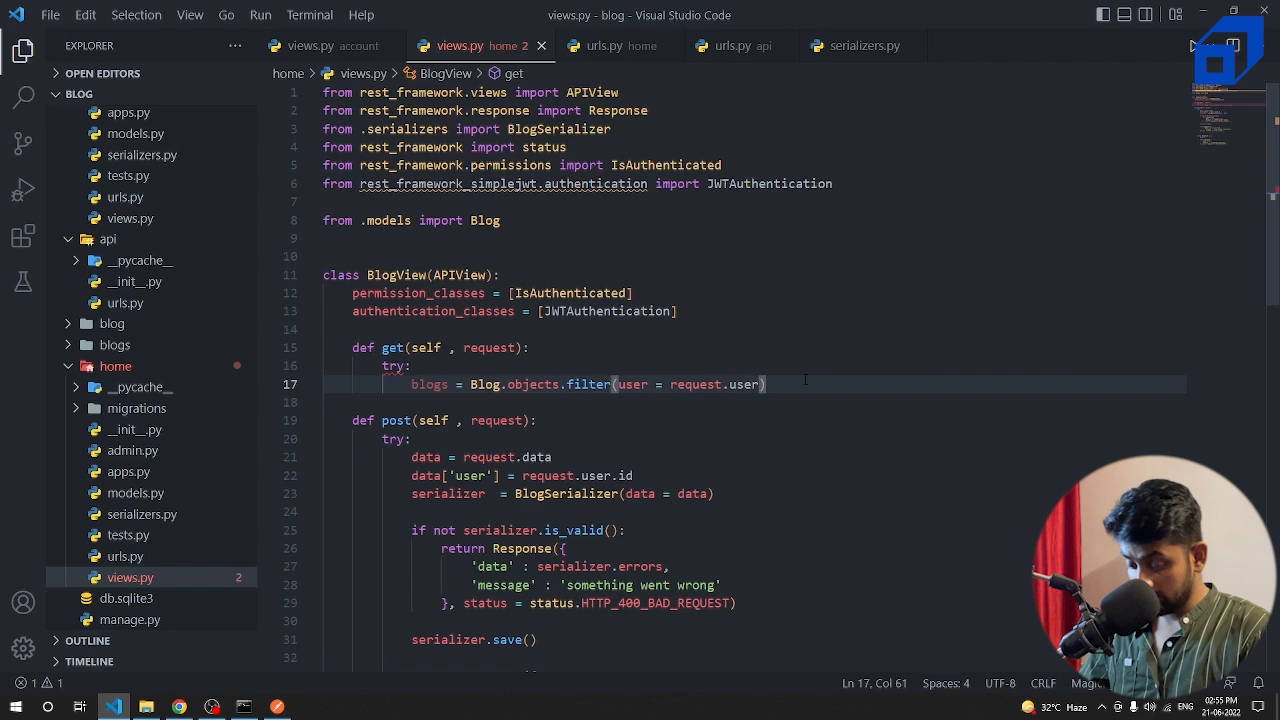 File Edit Selection View Go Run Terminal Help
views.py - blog - Visual Studio Code
EXPLORER
views.py account
views.py home 2
urls.py home
urls.py api
serializers.py
OPEN EDITORS
BLOG
apps.py
models.py
serializers.py
tests.py
urls.py
views.py
api
__pycache__
__init__.py
urls.py
blog
blogs
home
__pycache__
migrations
__init__.py
admin.py
apps.py
models.py
serializers.py
tests.py
urls.py
views.py 2
db.sqlite3
manage.py
OUTLINE
TIMELINE
home > views.py > BlogView > get
1 from rest_framework.views import APIView
2 from rest_framework.response import Response
3 from .serializers import BlogSerializer
4 from rest_framework import status
5 from rest_framework.permissions import IsAuthenticated
6 from rest_framework_simplejwt.authentication import JWTAuthentication
7
8 from .models import Blog
9
10
11 class BlogView(APIView):
12 permission_classes = [IsAuthenticated]
13 authentication_classes = [JWTAuthentication]
14
15 def get(self , request):
16 try:
17 blogs = Blog.objects.filter(user = request.user)
18
19 def post(self , request):
20 try:
21 data = request.data
22 data['user'] = request.user.id
23 serializer = BlogSerializer(data = data)
24
25 if not serializer.is_valid():
26 return Response({
27 'data' : serializer.errors,
28 'message' : 'something went wrong'
29 }, status = status.HTTP_400_BAD_REQUEST)
30
31 serializer.save()
32
1 1
Ln 17, Col 61 Spaces: 4 UTF-8 CRLF
32°C Haze
ENG
02:55 PM
21-06-2022